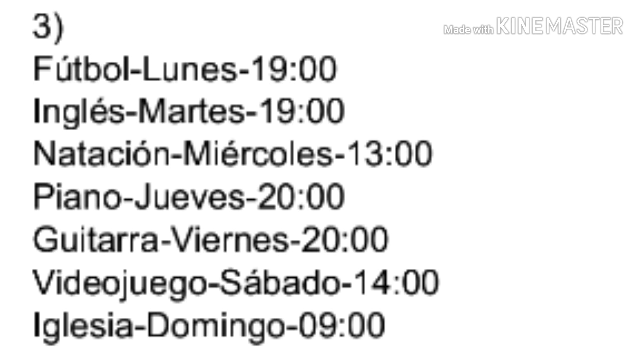 Made with KINEMASTER
3)
Fútbol-Lunes-19:00
Inglés-Martes-19:00
Natación-Miércoles-13:00
Piano-Jueves-20:00
Guitarra-Viernes-20:00
Videojuego-Sábado-14:00
Iglesia-Domingo-09:00